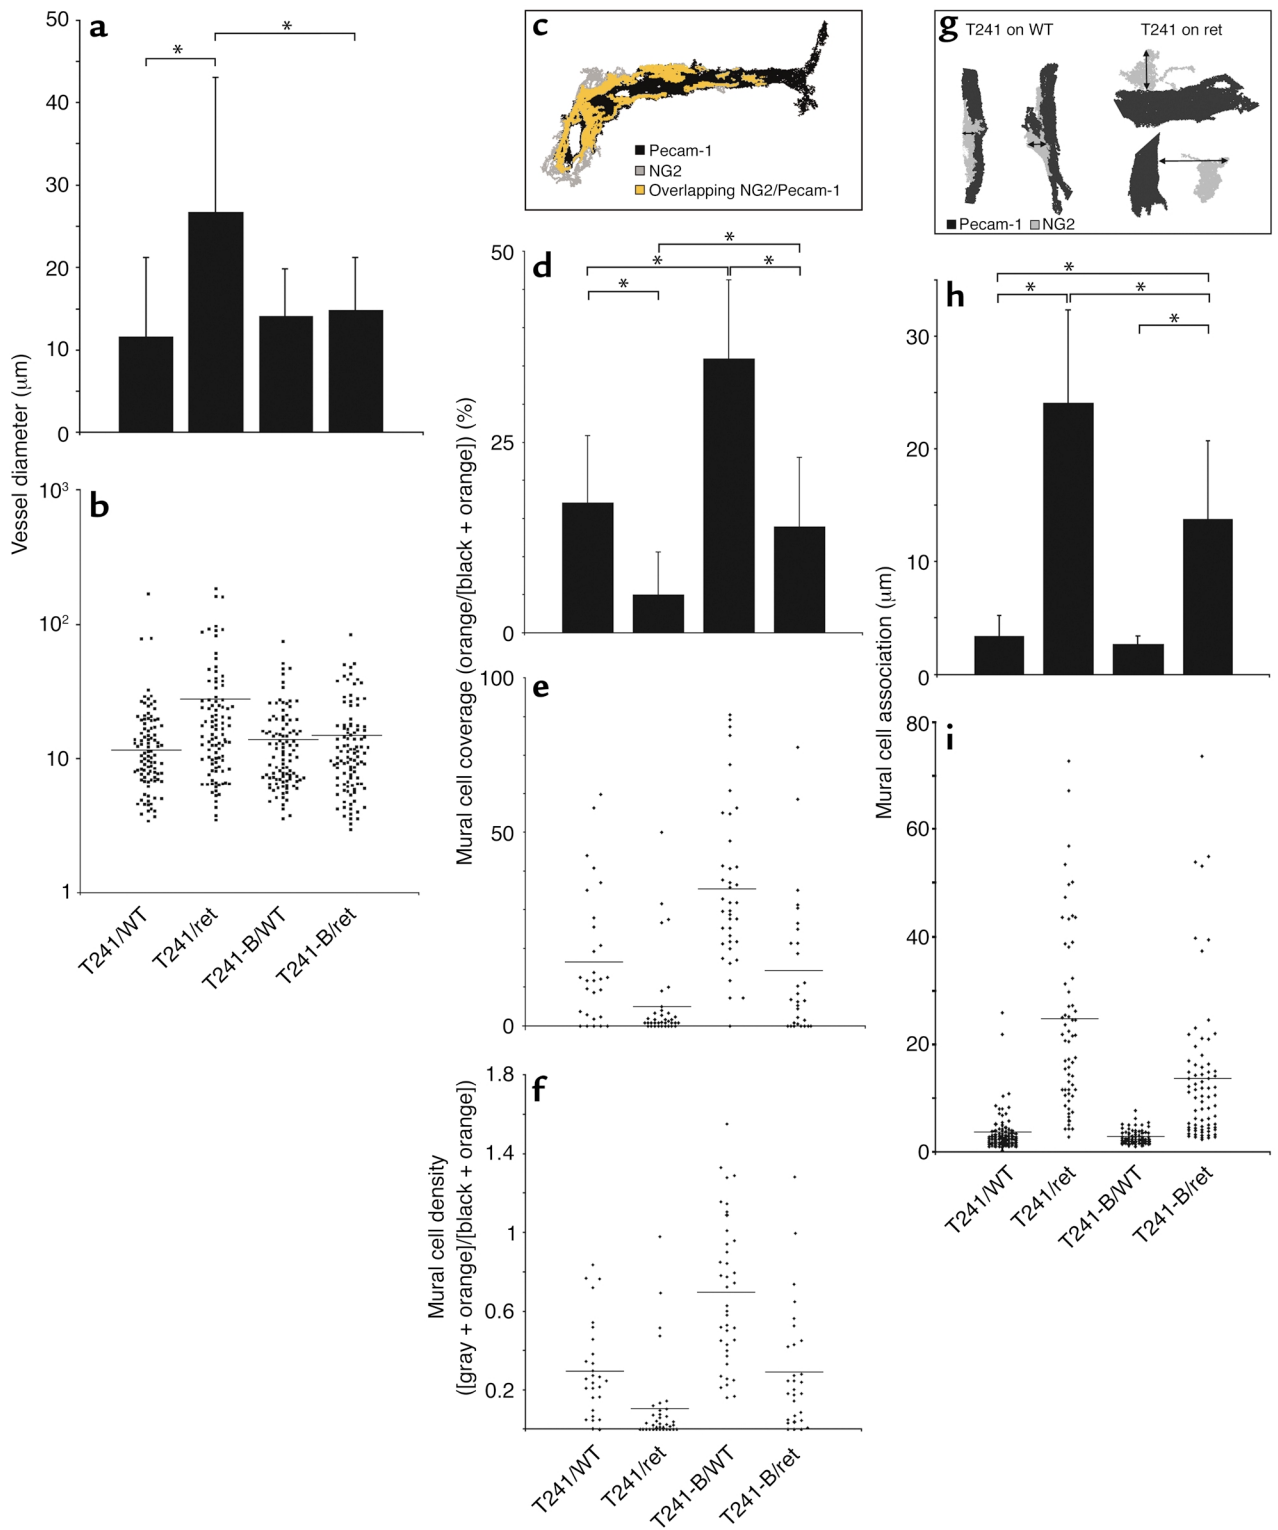 a
50
40
30
20
10
0
*
*
Vessel diameter (μm)
b
10³
10²
10
1
T241/WT
T241/ret
T241-B/WT
T241-B/ret
c
Pecam-1
NG2
Overlapping NG2/Pecam-1
d
50
25
0
*
*
*
*
Mural cell coverage (orange/[black + orange]) (%)
e
100
50
0
f
1.8
1.4
1
0.6
0.2
Mural cell density
([gray + orange]/[black + orange])
T241/WT
T241/ret
T241-B/WT
T241-B/ret
g
T241 on WT
T241 on ret
Pecam-1
NG2
h
30
20
10
0
*
*
*
*
Mural cell association (μm)
i
80
60
40
20
0
T241/WT
T241/ret
T241-B/WT
T241-B/ret